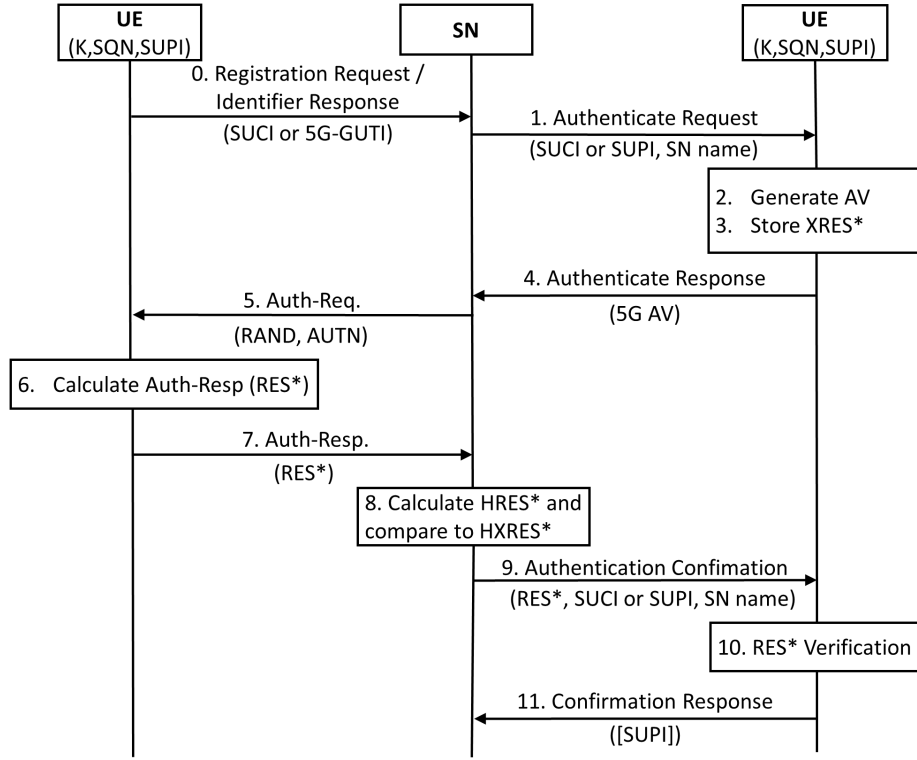 UE
(K,SQN,SUPI)
SN
UE
(K,SQN,SUPI)
0. Registration Request /
Identifier Response
(SUCI or 5G-GUTI)
1. Authenticate Request
(SUCI or SUPI, SN name)
2. Generate AV
3. Store XRES*
4. Authenticate Response
(5G AV)
5. Auth-Req.
(RAND, AUTN)
6. Calculate Auth-Resp (RES*)
7. Auth-Resp.
(RES*)
8. Calculate HRES* and
compare to HXRES*
9. Authentication Confimation
(RES*, SUCI or SUPI, SN name)
10. RES* Verification
11. Confirmation Response
([SUPI])